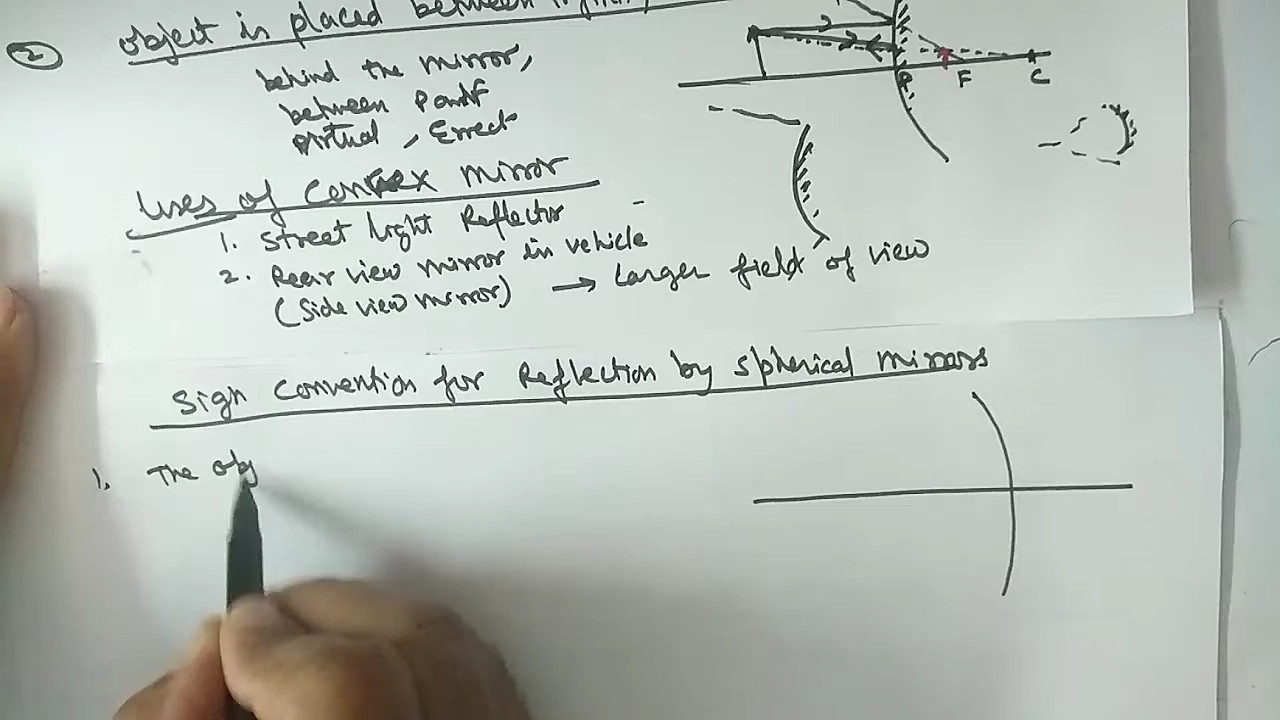 2
object is placed between
behind the mirror,
between P and F
virtual, Erect
P F C
Uses of Convex mirror
1. Street light Reflector
2. Rear view mirror in vehicle
(Side view mirror) → Larger field of view
Sign Convention for Reflection by Spherical mirrors
1. The obj